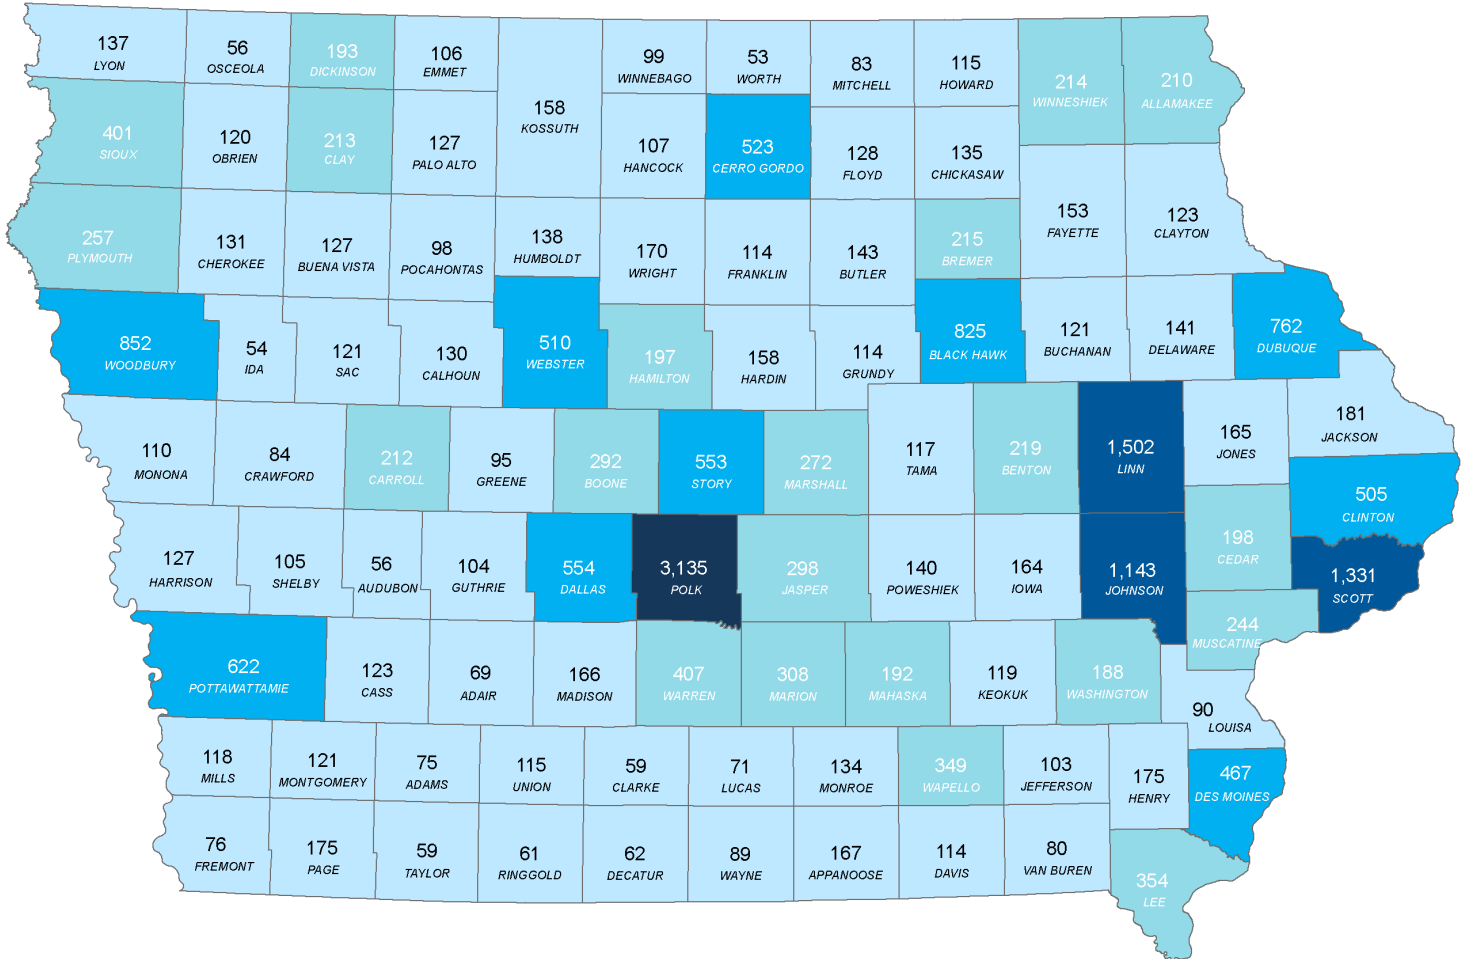 137
LYON
56
OSCEOLA
193
DICKINSON
106
EMMET
158
KOSSUTH
99
WINNEBAGO
53
WORTH
83
MITCHELL
115
HOWARD
214
WINNESHIEK
210
ALLAMAKEE
401
SIOUX
120
OBRIEN
213
CLAY
127
PALO ALTO
107
HANCOCK
523
CERRO GORDO
128
FLOYD
135
CHICKASAW
153
FAYETTE
123
CLAYTON
257
PLYMOUTH
131
CHEROKEE
127
BUENA VISTA
98
POCAHONTAS
138
HUMBOLDT
170
WRIGHT
114
FRANKLIN
143
BUTLER
215
BREMER
852
WOODBURY
54
IDA
121
SAC
130
CALHOUN
510
WEBSTER
197
HAMILTON
158
HARDIN
114
GRUNDY
825
BLACK HAWK
121
BUCHANAN
141
DELAWARE
762
DUBUQUE
110
MONONA
84
CRAWFORD
212
CARROLL
95
GREENE
292
BOONE
553
STORY
272
MARSHALL
117
TAMA
219
BENTON
1,502
LINN
165
JONES
181
JACKSON
505
CLINTON
127
HARRISON
105
SHELBY
56
AUDUBON
104
GUTHRIE
554
DALLAS
3,135
POLK
298
JASPER
140
POWESHIEK
164
IOWA
1,143
JOHNSON
198
CEDAR
1,331
SCOTT
244
MUSCATINE
622
POTTAWATTAMIE
123
CASS
69
ADAIR
166
MADISON
407
WARREN
308
MARION
192
MAHASKA
119
KEOKUK
188
WASHINGTON
90
LOUISA
118
MILLS
121
MONTGOMERY
75
ADAMS
115
UNION
59
CLARKE
71
LUCAS
134
MONROE
349
WAPELLO
103
JEFFERSON
175
HENRY
467
DES MOINES
76
FREMONT
175
PAGE
59
TAYLOR
61
RINGGOLD
62
DECATUR
89
WAYNE
167
APPANOOSE
114
DAVIS
80
VAN BUREN
354
LEE